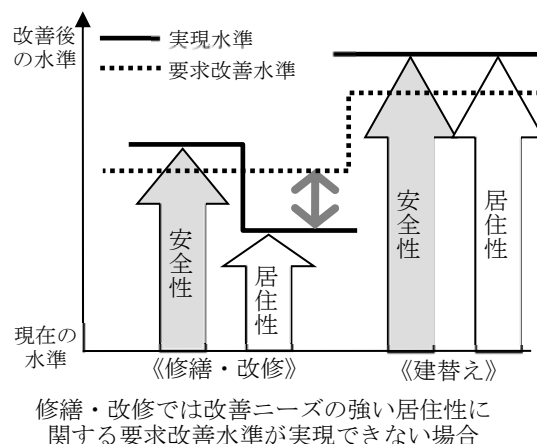 改善後
の水準
実現水準
要求改善水準
安全性
居住性
安全性
居住性
現在の
水準
《修繕・改修》
《建替え》
修繕・改修では改善ニーズの強い居住性に
関する要求改善水準が実現できない場合